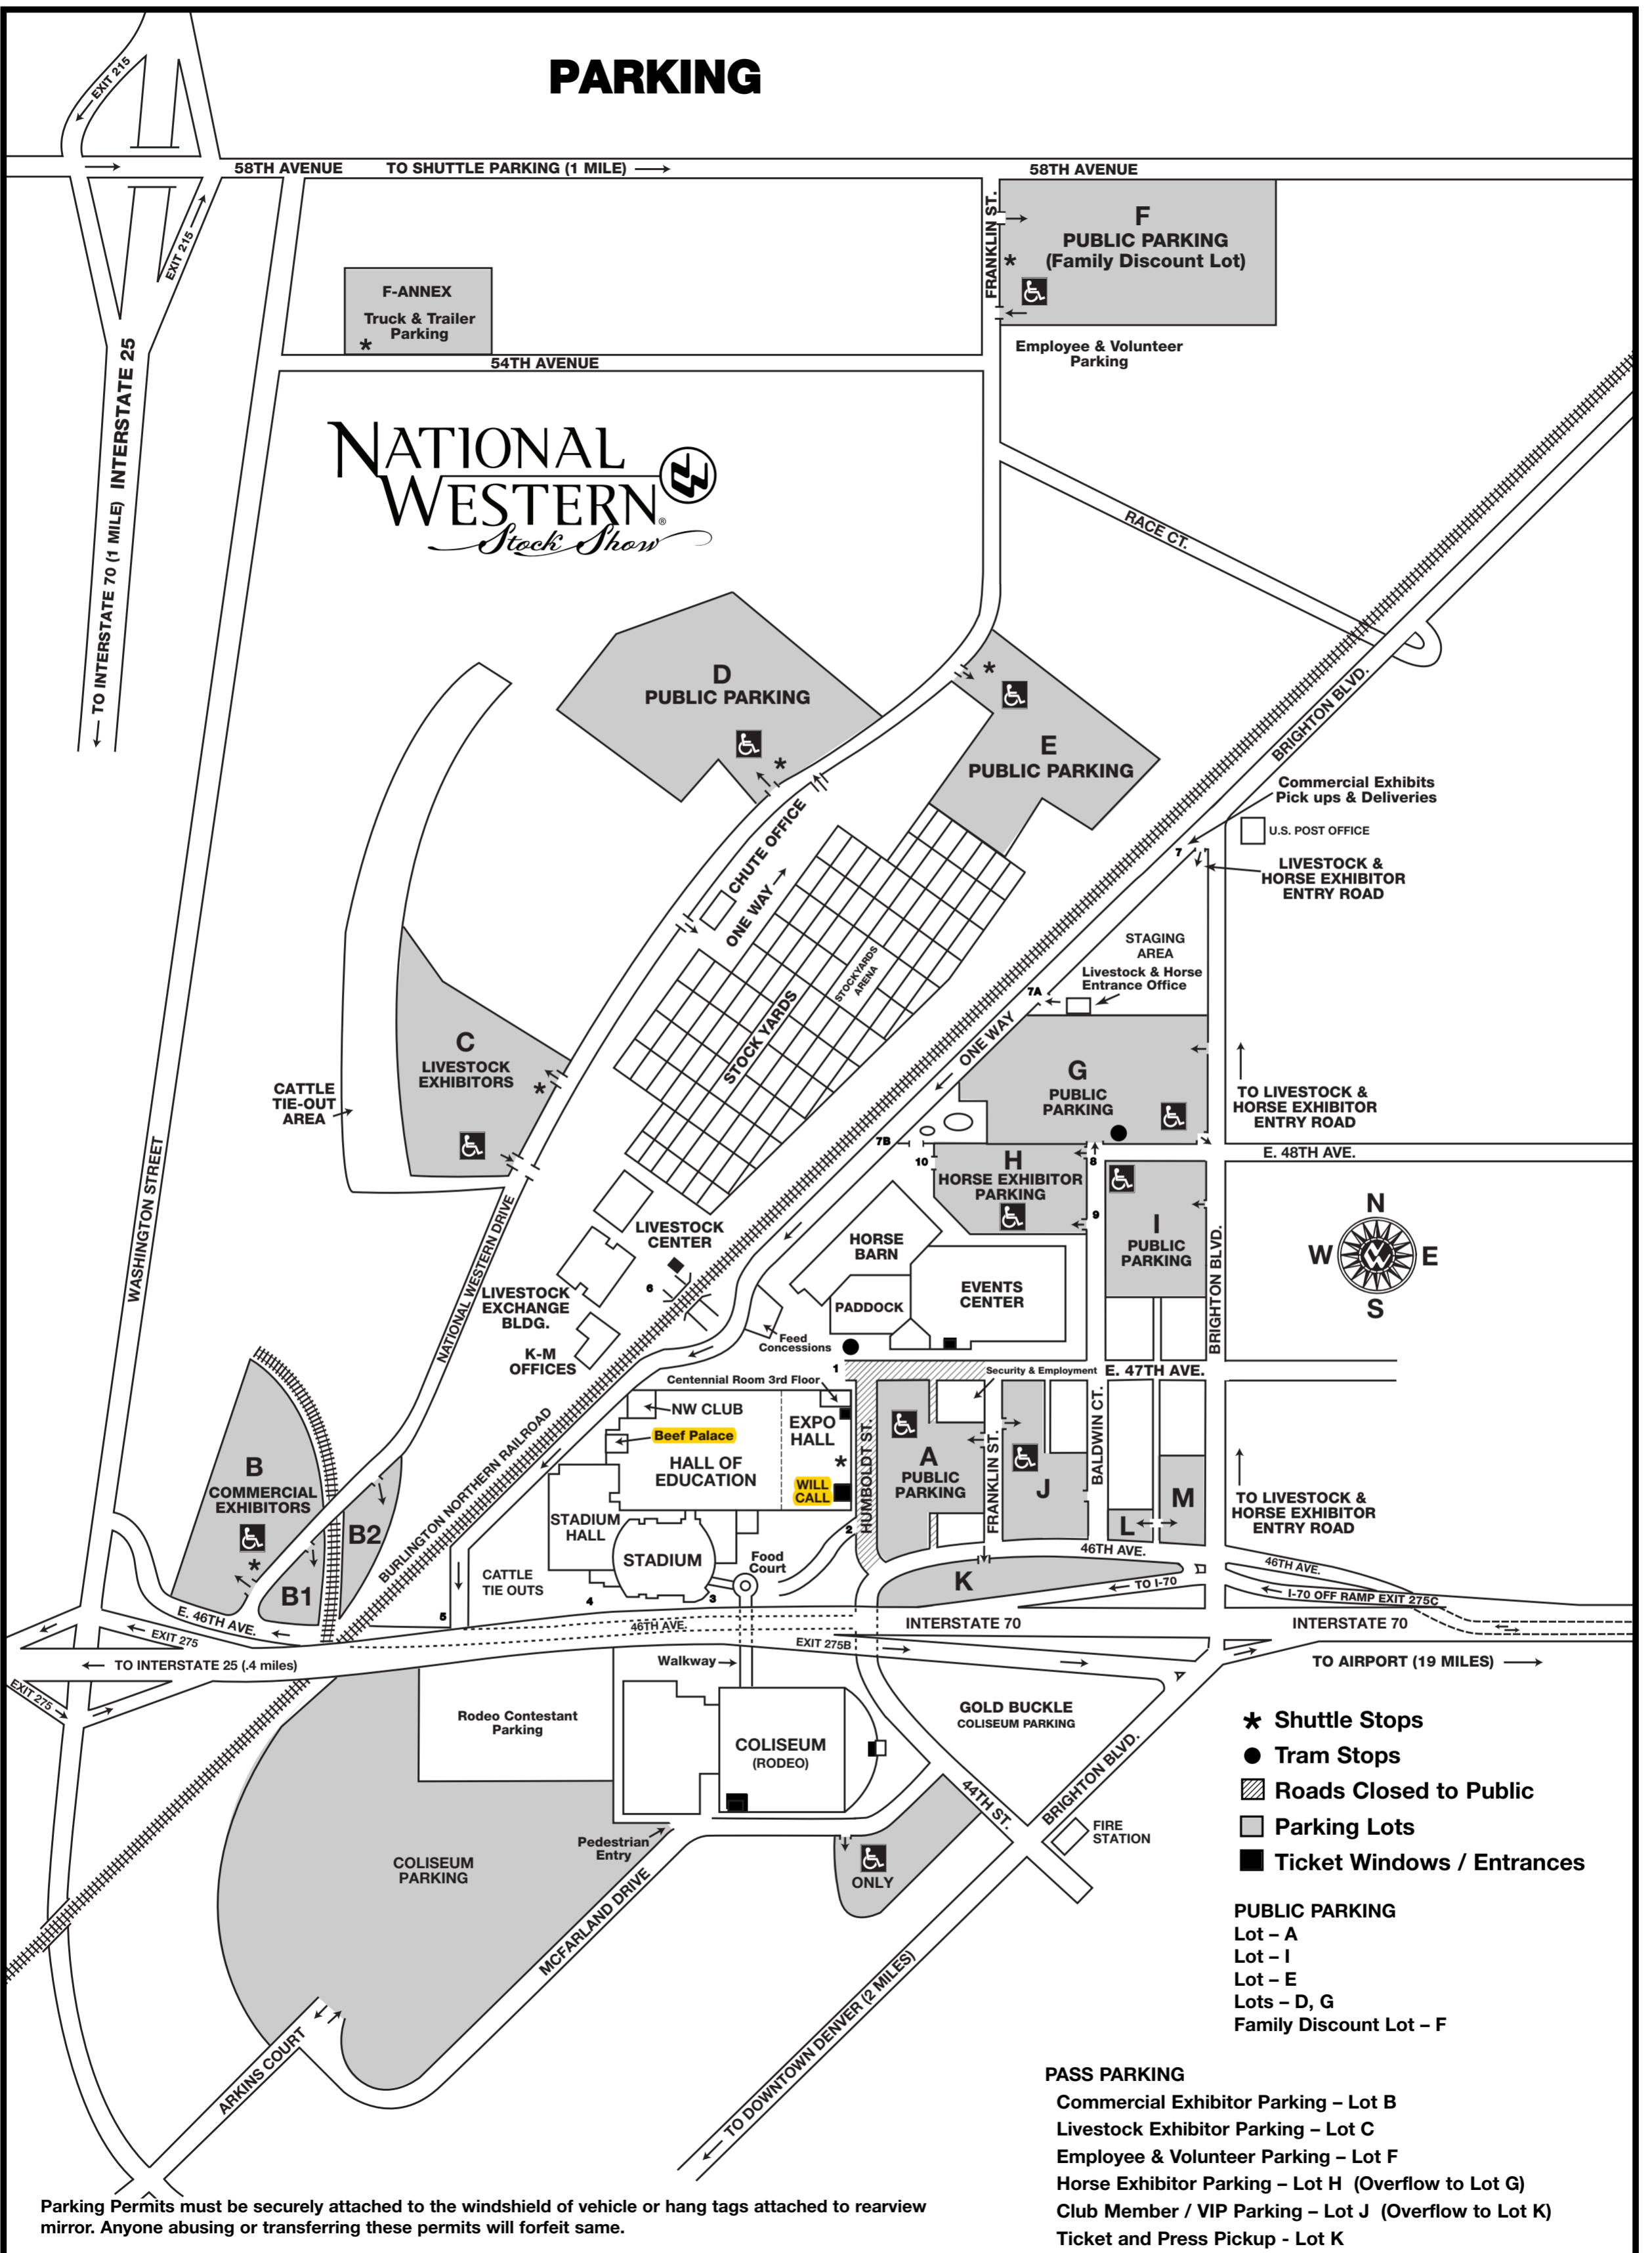 PARKING
EXIT 215
58TH AVENUE
TO SHUTTLE PARKING (1 MILE)
58TH AVENUE
EXIT 215
FRANKLIN ST.
F
PUBLIC PARKING
(Family Discount Lot)
F-ANNEX
Truck & Trailer
Parking
*
*
54TH AVENUE
Employee & Volunteer
Parking
INTERSTATE 25
TO INTERSTATE 70 (1 MILE)
NATIONAL
WESTERN®
Stock Show
RACE CT.
D
PUBLIC PARKING
*
*
E
PUBLIC PARKING
BRIGHTON BLVD.
Commercial Exhibits
Pick ups & Deliveries
U.S. POST OFFICE
7
LIVESTOCK &
HORSE EXHIBITOR
ENTRY ROAD
CHUTE OFFICE
ONE WAY
STOCKYARDS
ARENA
STOCK YARDS
STAGING
AREA
Livestock & Horse
Entrance Office
7A
ONE WAY
C
LIVESTOCK
EXHIBITORS
*
CATTLE
TIE-OUT
AREA
G
PUBLIC
PARKING
TO LIVESTOCK &
HORSE EXHIBITOR
ENTRY ROAD
7B
10
8
9
E. 48TH AVE.
H
HORSE EXHIBITOR
PARKING
I
PUBLIC
PARKING
BRIGHTON BLVD.
N
W
E
S
WASHINGTON STREET
NATIONAL WESTERN DRIVE
LIVESTOCK
CENTER
6
LIVESTOCK
EXCHANGE
BLDG.
K-M
OFFICES
HORSE
BARN
PADDOCK
EVENTS
CENTER
Feed
Concessions
1
Security & Employment
E. 47TH AVE.
Centennial Room 3rd Floor
NW CLUB
Beef Palace
HALL OF
EDUCATION
EXPO
HALL
*
WILL
CALL
HUMBOLDT ST.
A
PUBLIC
PARKING
FRANKLIN ST.
J
BALDWIN CT.
L
M
TO LIVESTOCK &
HORSE EXHIBITOR
ENTRY ROAD
B
COMMERCIAL
EXHIBITORS
*
B2
B1
BURLINGTON NORTHERN RAILROAD
STADIUM
HALL
STADIUM
Food
Court
2
3
4
5
CATTLE
TIE OUTS
46TH AVE.
46TH AVE.
K
TO I-70
I-70 OFF RAMP EXIT 275C
E. 46TH AVE.
EXIT 275
46TH AVE.
INTERSTATE 70
INTERSTATE 70
EXIT 275B
TO INTERSTATE 25 (.4 miles)
EXIT 275
Walkway
TO AIRPORT (19 MILES)
Rodeo Contestant
Parking
COLISEUM
(RODEO)
GOLD BUCKLE
COLISEUM PARKING
BRIGHTON BLVD.
44TH ST.
FIRE
STATION
Pedestrian
Entry
COLISEUM
PARKING
ONLY
MCFARLAND DRIVE
ARKINS COURT
TO DOWNTOWN DENVER (2 MILES)
* Shuttle Stops
Tram Stops
Roads Closed to Public
Parking Lots
Ticket Windows / Entrances
PUBLIC PARKING
Lot – A
Lot – I
Lot – E
Lots – D, G
Family Discount Lot – F
PASS PARKING
Commercial Exhibitor Parking – Lot B
Livestock Exhibitor Parking – Lot C
Employee & Volunteer Parking – Lot F
Horse Exhibitor Parking – Lot H (Overflow to Lot G)
Club Member / VIP Parking – Lot J (Overflow to Lot K)
Ticket and Press Pickup - Lot K
Parking Permits must be securely attached to the windshield of vehicle or hang tags attached to rearview
mirror. Anyone abusing or transferring these permits will forfeit same.